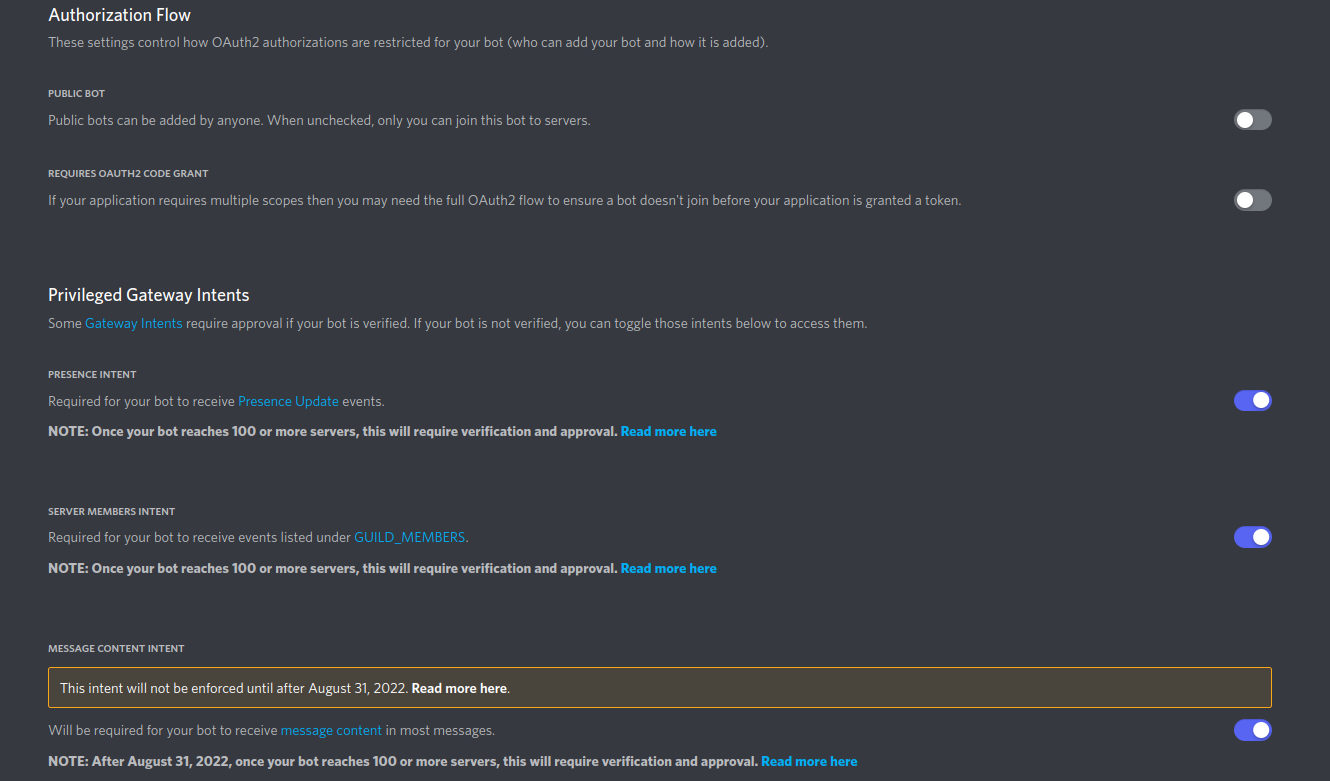 Authorization Flow
These settings control how OAuth2 authorizations are restricted for your bot (who can add your bot and how it is added).
PUBLIC BOT
Public bots can be added by anyone. When unchecked, only you can join this bot to servers.
REQUIRES OAUTH2 CODE GRANT
If your application requires multiple scopes then you may need the full OAuth2 flow to ensure a bot doesn't join before your application is granted a token.
Privileged Gateway Intents
Some Gateway Intents require approval if your bot is verified. If your bot is not verified, you can toggle those intents below to access them.
PRESENCE INTENT
Required for your bot to receive Presence Update events.
NOTE: Once your bot reaches 100 or more servers, this will require verification and approval. Read more here
SERVER MEMBERS INTENT
Required for your bot to receive events listed under GUILD_MEMBERS.
NOTE: Once your bot reaches 100 or more servers, this will require verification and approval. Read more here
MESSAGE CONTENT INTENT
This intent will not be enforced until after August 31, 2022. Read more here.
Will be required for your bot to receive message content in most messages.
NOTE: After August 31, 2022, once your bot reaches 100 or more servers, this will require verification and approval. Read more here